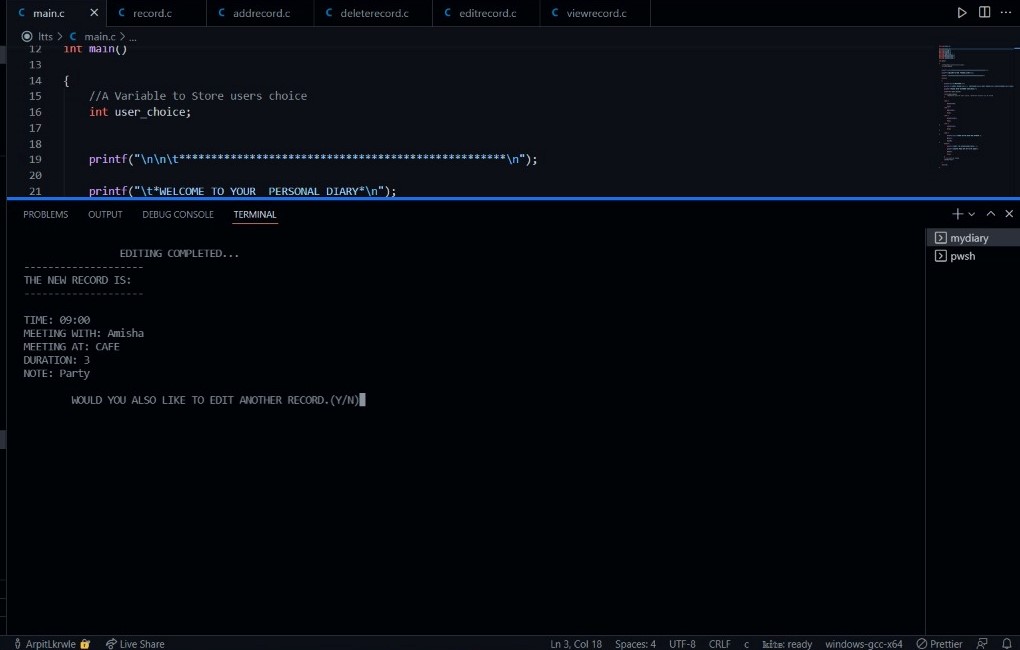 C main.c × C record.c C addrecord.c C deleterecord.c C editrecord.c C viewrecord.c
ltts > C main.c > ...
12 int main()
13
14 {
15 //A Variable to Store users choice
16 int user_choice;
17
18
19 printf("\n\n\t***************************************************\n");
20
21 printf("\t*WELCOME TO YOUR  PERSONAL DIARY*\n");
PROBLEMS OUTPUT DEBUG CONSOLE TERMINAL
mydiary
pwsh
EDITING COMPLETED...
--------------------
THE NEW RECORD IS:
--------------------
TIME: 09:00
MEETING WITH: Amisha
MEETING AT: CAFE
DURATION: 3
NOTE: Party
WOULD YOU ALSO LIKE TO EDIT ANOTHER RECORD.(Y/N)
ArpitLkrwle Live Share Ln 3, Col 18 Spaces: 4 UTF-8 CRLF c kite: ready windows-gcc-x64 Prettier